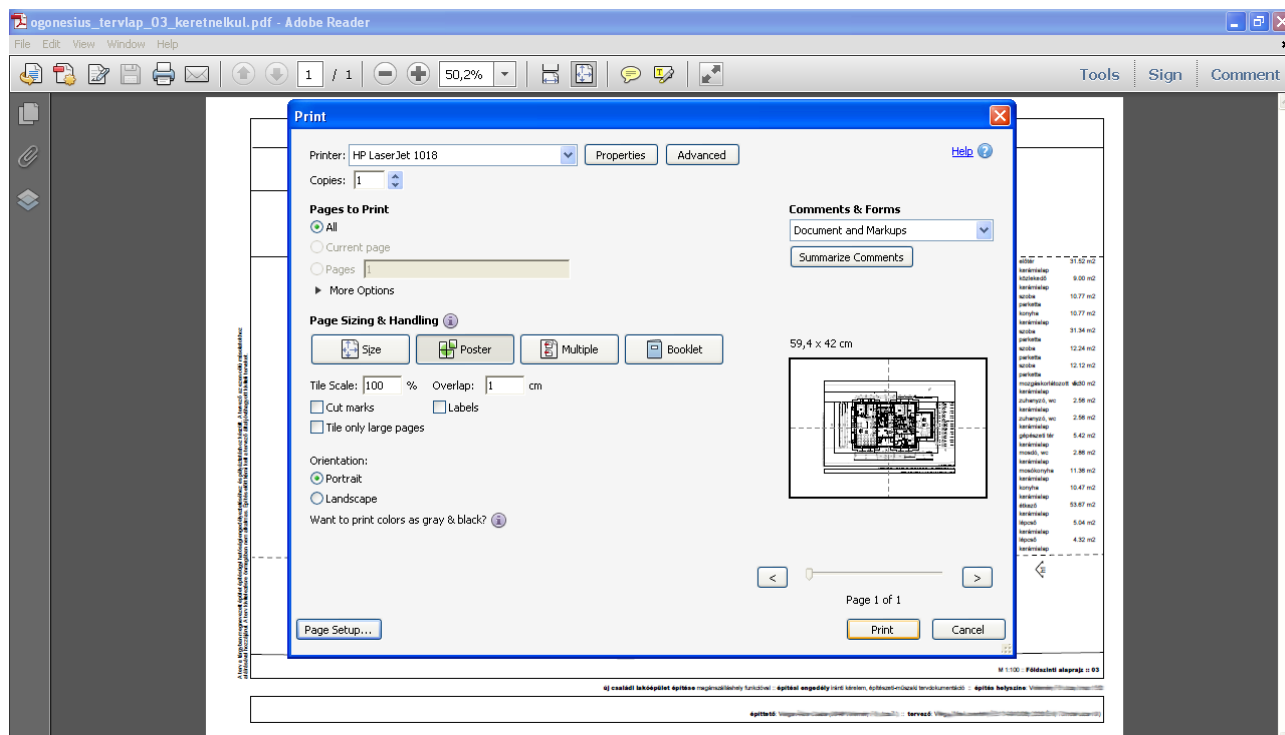 ogonesius_tervlap_03_keretnelkul.pdf - Adobe Reader
File Edit View Window Help
1 / 1 50,2% Tools Sign Comment
Print
Printer: HP LaserJet 1018 Properties Advanced Help
Copies: 1
Pages to Print
All
Current page
Pages 1
More Options
Comments & Forms
Document and Markups
Summarize Comments
Page Sizing & Handling
Size Poster Multiple Booklet
Tile Scale: 100 % Overlap: 1 cm
Cut marks Labels
Tile only large pages
Orientation:
Portrait
Landscape
Want to print colors as gray & black?
59,4 x 42 cm
< >
Page 1 of 1
Page Setup... Print Cancel
előtér 31.52 m2
kerámialap
közlekedő 9.00 m2
kerámialap
szoba 10.77 m2
parketta
konyha 10.77 m2
kerámialap
szoba 31.34 m2
parketta
szoba 12.24 m2
parketta
szoba 12.12 m2
parketta
mozgáskorlátozott m2
kerámialap
zuhanyzó, wc 2.56 m2
kerámialap
zuhanyzó, wc 2.56 m2
kerámialap
gépészeti tér 5.42 m2
kerámialap
mosdó, wc 2.86 m2
kerámialap
mosókonyha 11.36 m2
kerámialap
konyha 10.47 m2
kerámialap
étkező 53.67 m2
kerámialap
lépcső 5.04 m2
kerámialap
lépcső 4.32 m2
kerámialap
M 1:100 :: Földszinti alaprajz :: 03
új családi lakóépület építése magánszálláshely funkcióval :: építési engedély iránti kérelem, építészeti-műszaki tervdokumentáció :: építés helyszíne
építtető :: tervező